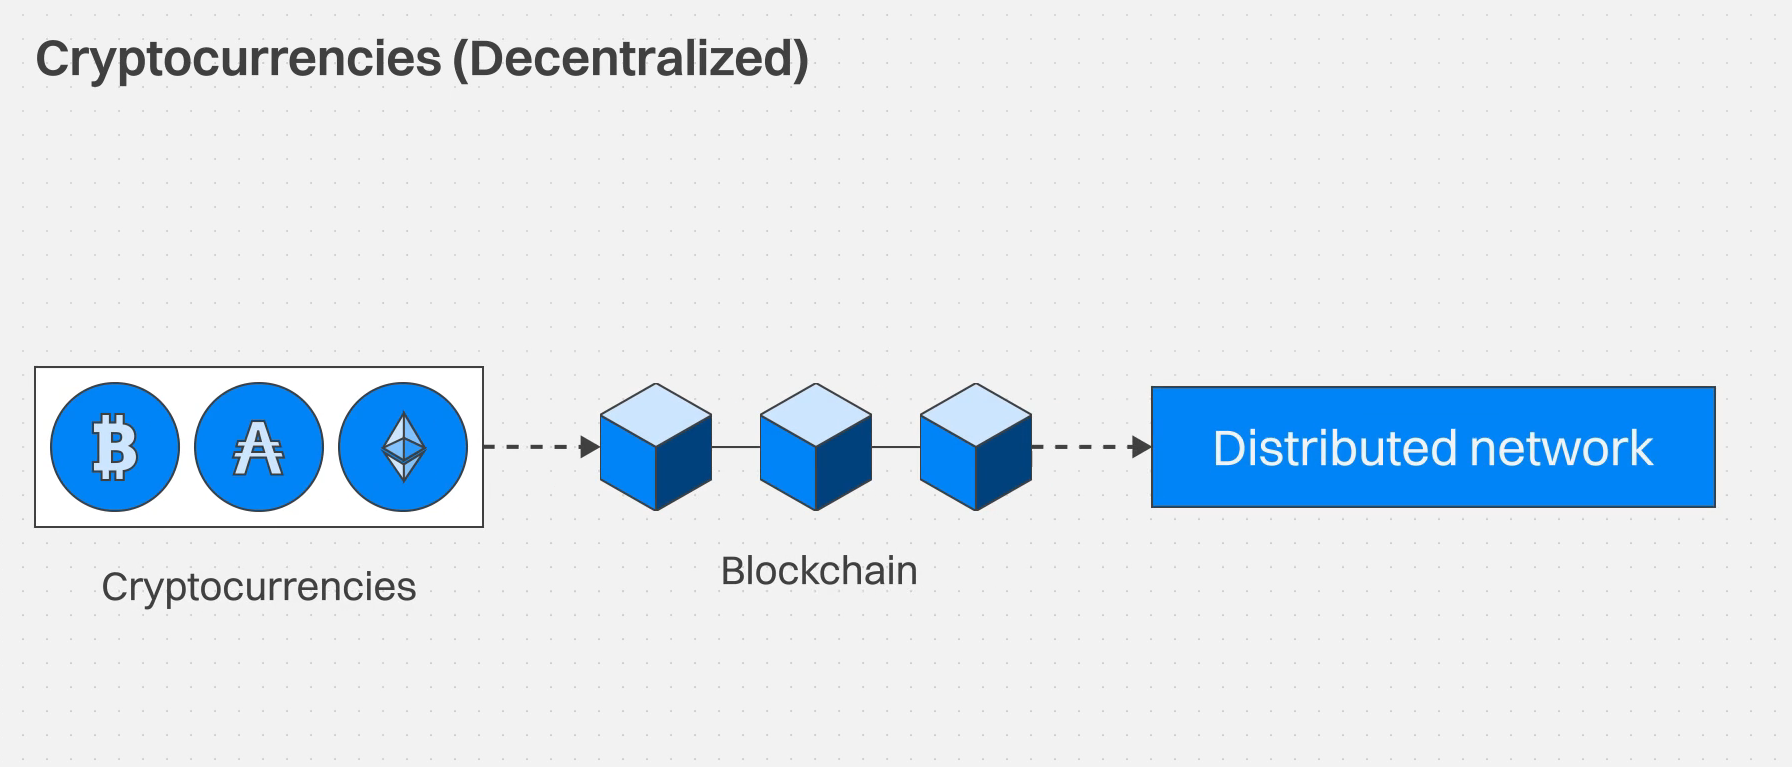 Cryptocurrencies (Decentralized)
Distributed network
Blockchain
Cryptocurrencies